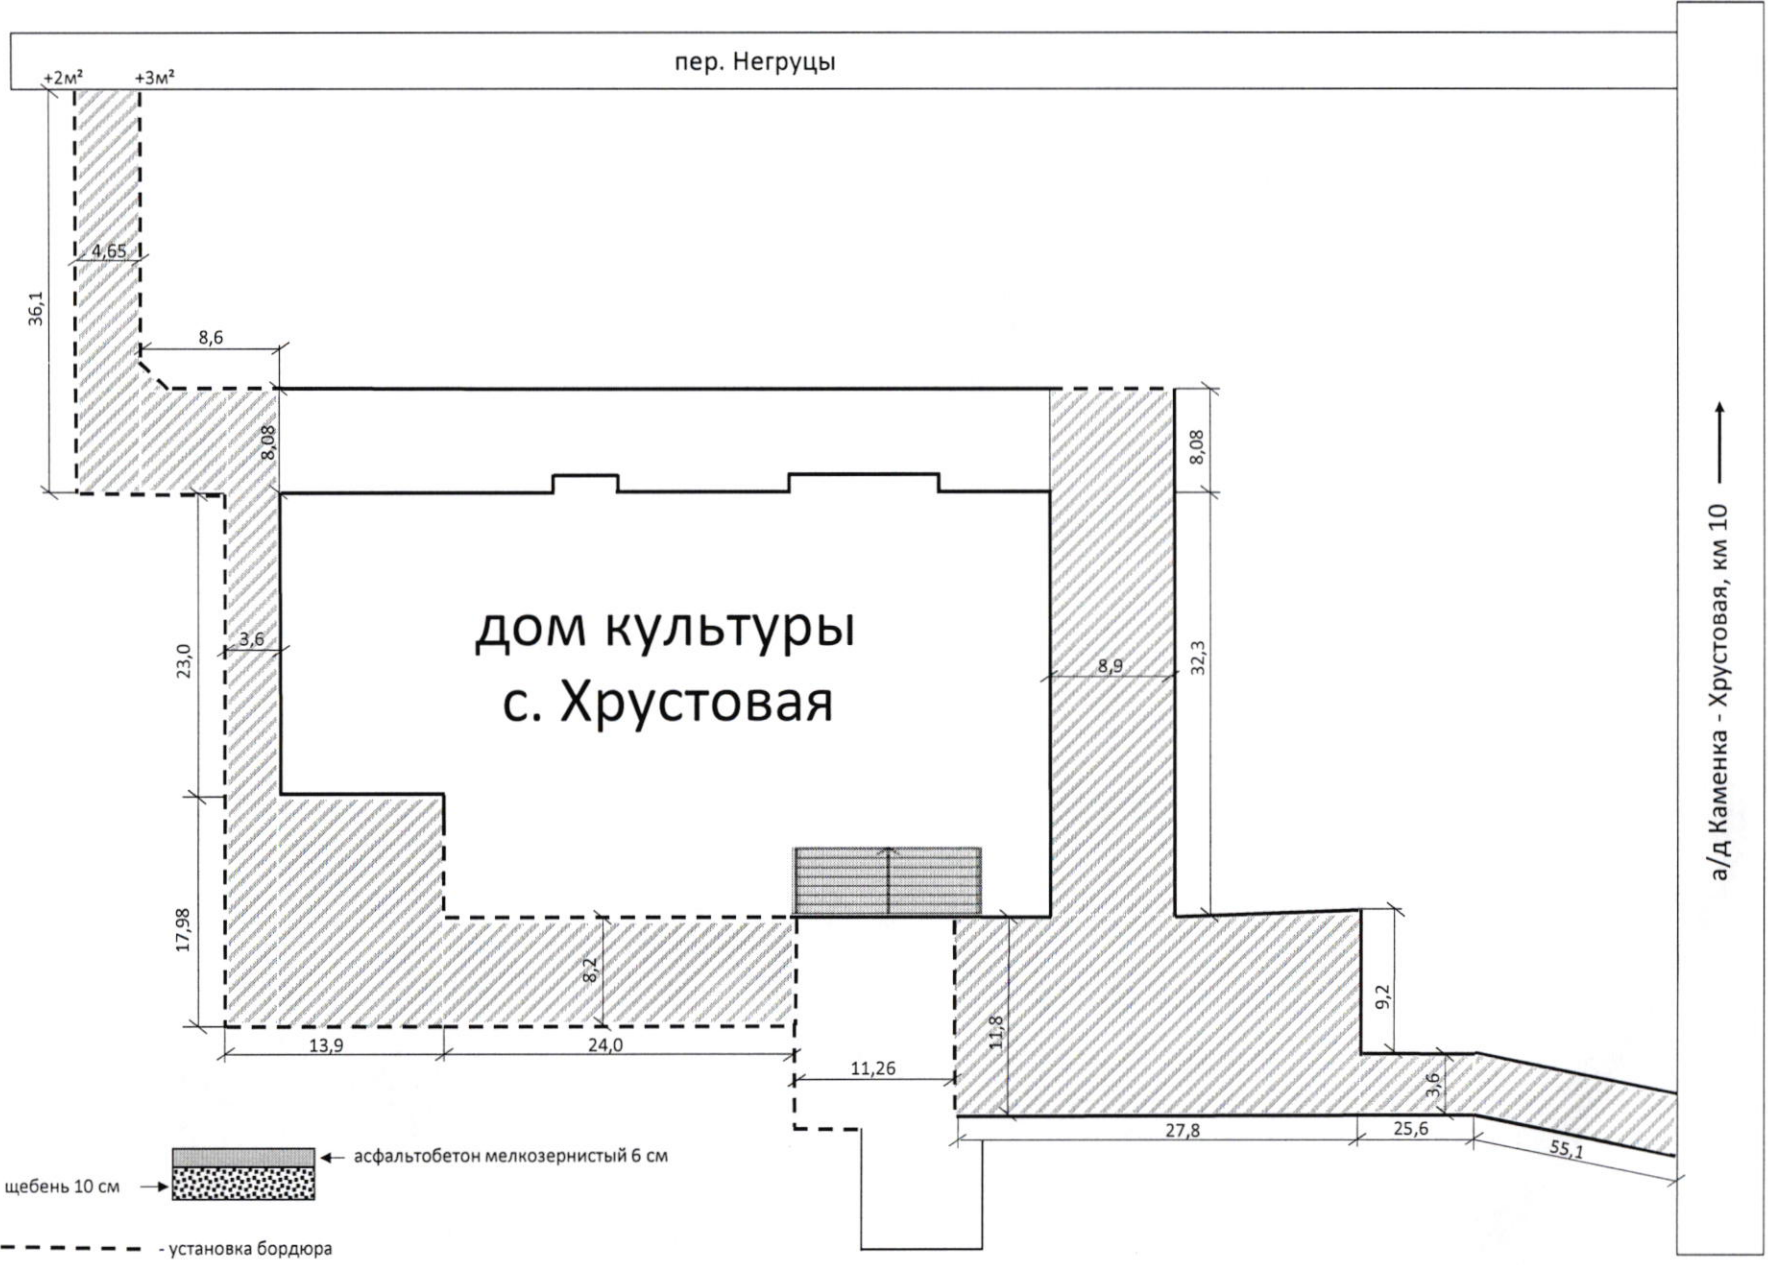 пер. Негруцы
+2м² +3м²
4,65
36,1
8,6
8,08
8,08
а/д Каменка - Хрустовая, км 10
дом культуры
с. Хрустовая
3,6
23,0
8,9
32,3
17,98
8,2
11,8
9,2
3,6
13,9
24,0
11,26
27,8
25,6
55,1
асфальтобетон мелкозернистый 6 см
щебень 10 см
- установка бордюра